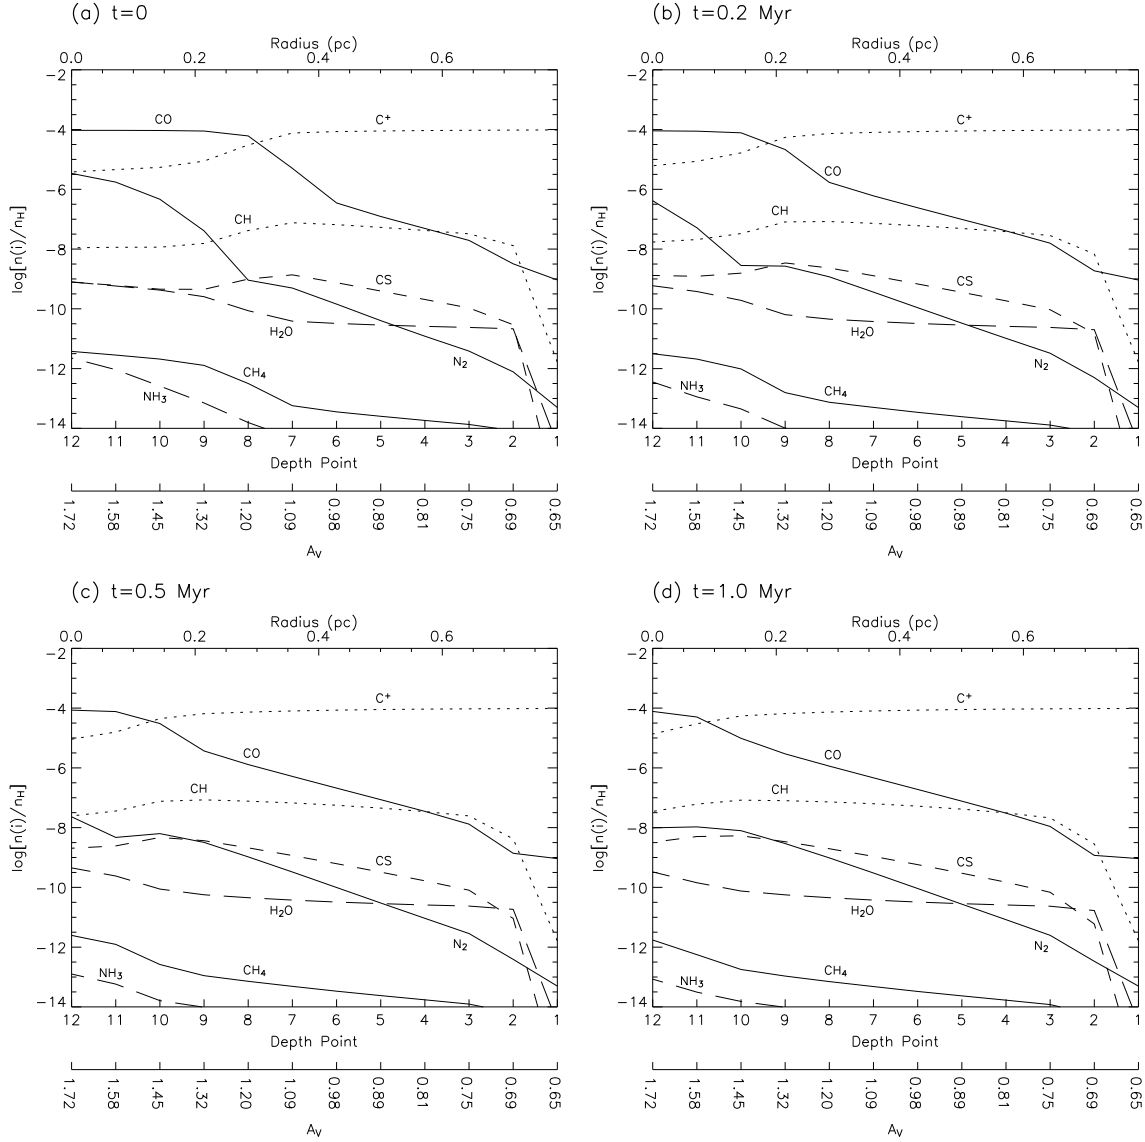 (a) t=0
Radius (pc)
0.0 0.2 0.4 0.6
-2
-4
-6
-8
-10
-12
-14
log[n(i)/n_H]
CO
C⁺
CH
CS
H₂O
N₂
CH₄
NH₃
12 11 10 9 8 7 6 5 4 3 2 1
Depth Point
1.72 1.58 1.45 1.32 1.20 1.09 0.98 0.89 0.81 0.75 0.69 0.65
A_V
(b) t=0.2 Myr
Radius (pc)
0.0 0.2 0.4 0.6
-2
-4
-6
-8
-10
-12
-14
log[n(i)/n_H]
C⁺
CO
CH
CS
H₂O
N₂
CH₄
NH₃
12 11 10 9 8 7 6 5 4 3 2 1
Depth Point
1.72 1.58 1.45 1.32 1.20 1.09 0.98 0.89 0.81 0.75 0.69 0.65
A_V
(c) t=0.5 Myr
Radius (pc)
0.0 0.2 0.4 0.6
-2
-4
-6
-8
-10
-12
-14
log[n(i)/n_H]
C⁺
CO
CH
CS
H₂O
N₂
CH₄
NH₃
12 11 10 9 8 7 6 5 4 3 2 1
Depth Point
1.72 1.58 1.45 1.32 1.20 1.09 0.98 0.89 0.81 0.75 0.69 0.65
A_V
(d) t=1.0 Myr
Radius (pc)
0.0 0.2 0.4 0.6
-2
-4
-6
-8
-10
-12
-14
log[n(i)/n_H]
C⁺
CO
CH
CS
H₂O
N₂
CH₄
NH₃
12 11 10 9 8 7 6 5 4 3 2 1
Depth Point
1.72 1.58 1.45 1.32 1.20 1.09 0.98 0.89 0.81 0.75 0.69 0.65
A_V